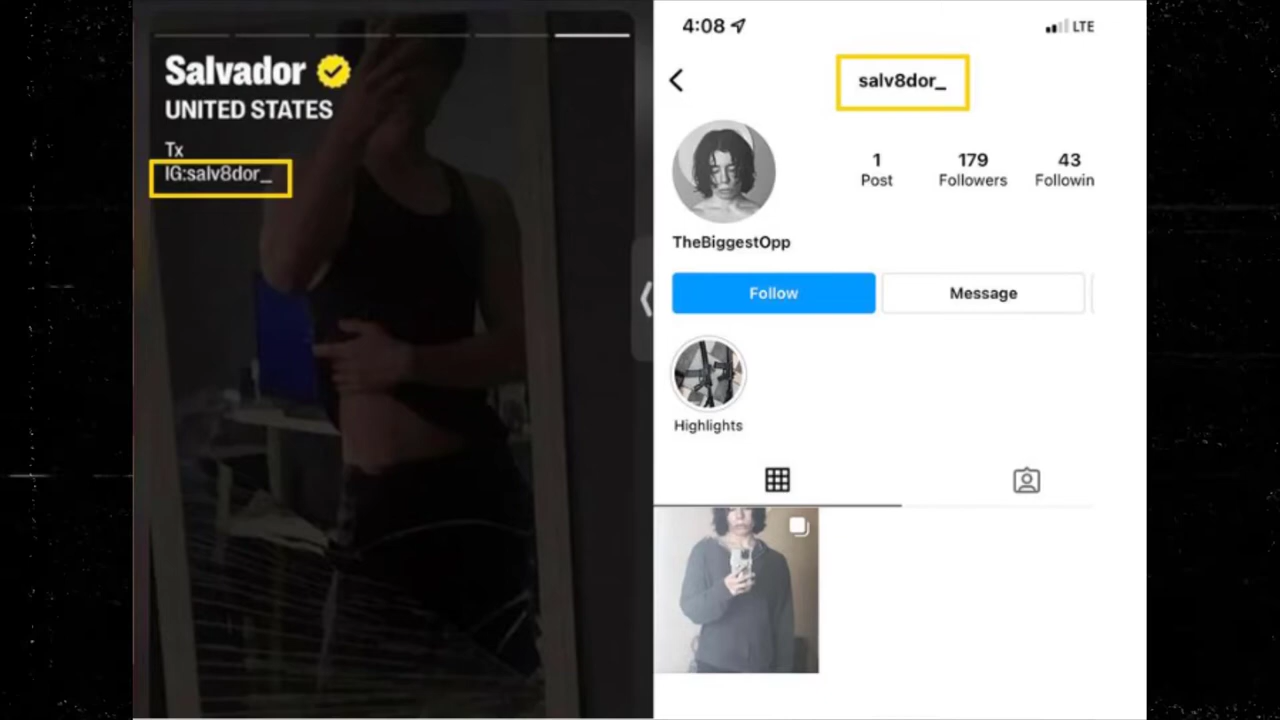 Salvador
UNITED STATES
Tx
IG:salv8dor_
4:08
LTE
salv8dor_
1 179 43
Post Followers Followin
TheBiggestOpp
Follow Message
Highlights